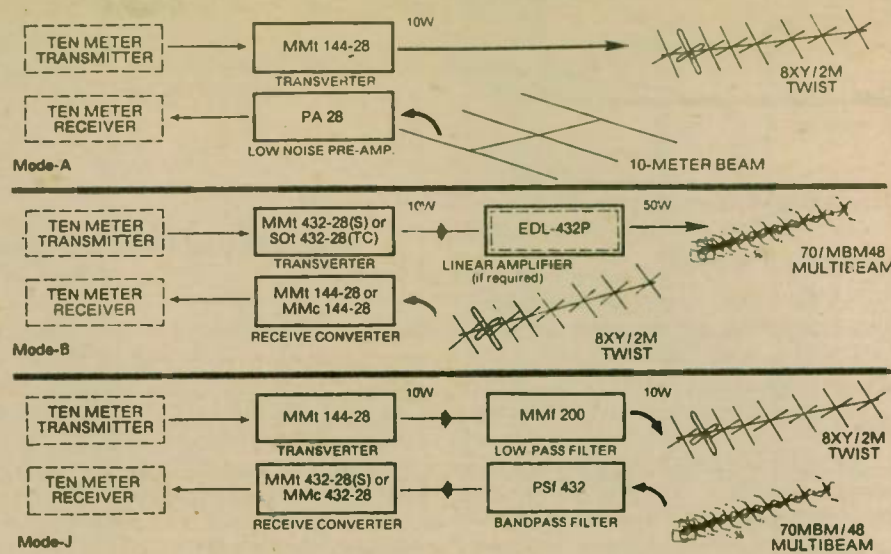 TEN METER
TRANSMITTER
MMt 144-28
TRANSVERTER
10W
8XY/2M
TWIST
TEN METER
RECEIVER
PA 28
LOW NOISE PRE-AMP.
10-METER BEAM
Mode-A
TEN METER
TRANSMITTER
MMt 432-28(S) or
SOt 432-28(TC)
TRANSVERTER
10W
EDL-432P
LINEAR AMPLIFIER
(if required)
50W
70/MBM48
MULTIBEAM
TEN METER
RECEIVER
MMt 144-28 or
MMc 144-28
RECEIVE CONVERTER
8XY/2M
TWIST
Mode-B
TEN METER
TRANSMITTER
MMt 144-28
TRANSVERTER
10W
MMf 200
LOW PASS FILTER
10W
8XY/2M
TWIST
TEN METER
RECEIVER
MMt 432-28(S) or
MMc 432-28
RECEIVE CONVERTER
PSf 432
BANDPASS FILTER
70MBM/48
MULTIBEAM
Mode-J